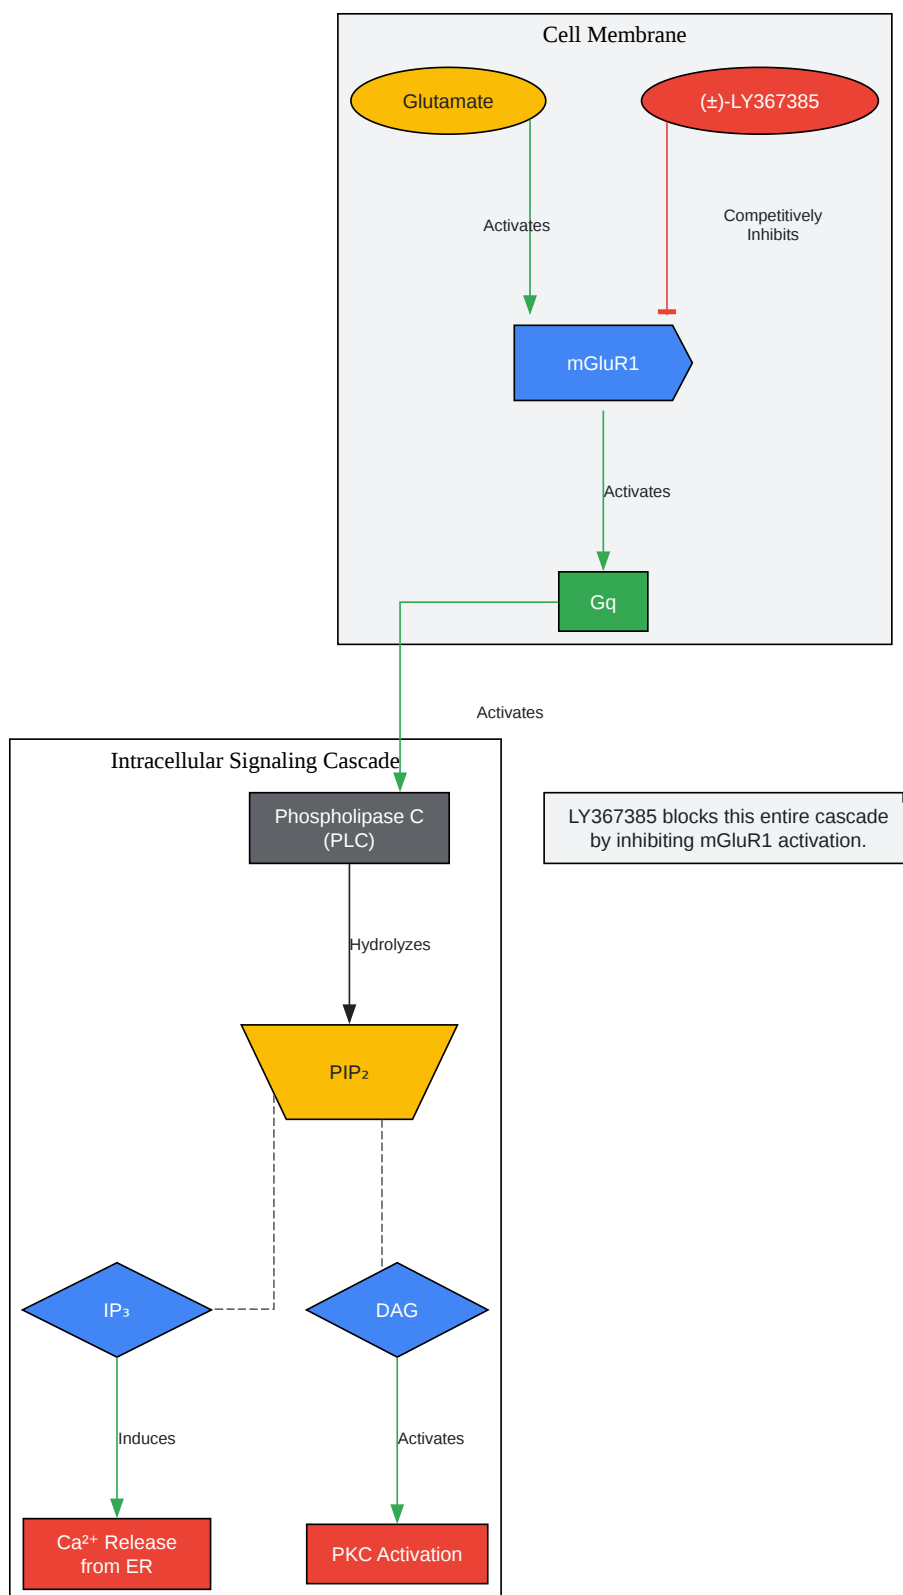 Cell Membrane
Glutamate
(±)-LY367385
Activates
Competitively
Inhibits
mGluR1
Activates
Gq
Activates
Intracellular Signaling Cascade
Phospholipase C
(PLC)
LY367385 blocks this entire cascade
by inhibiting mGluR1 activation.
Hydrolyzes
PIP₂
IP₃
DAG
Induces
Activates
Ca²⁺ Release
from ER
PKC Activation